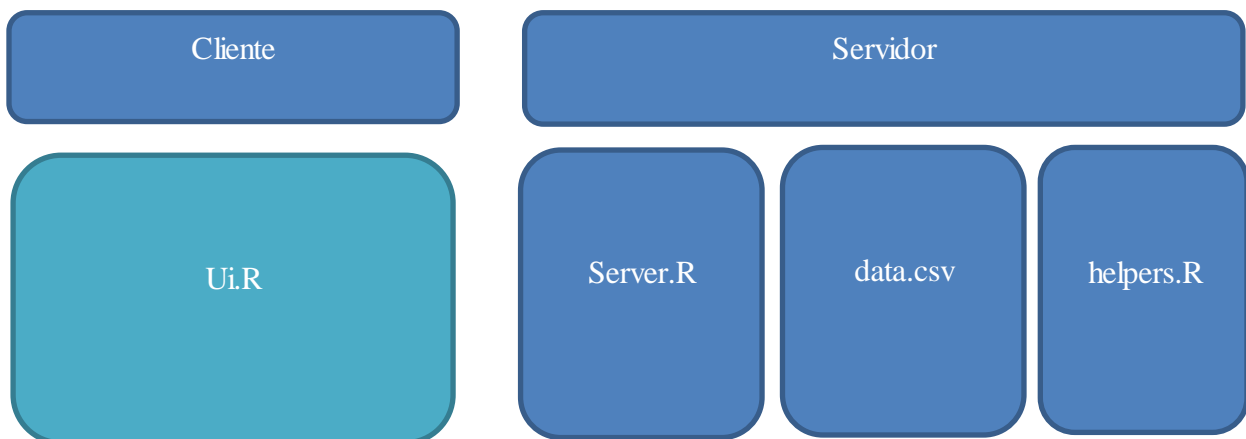 Cliente
Servidor
Ui.R
Server.R
data.csv
helpers.R